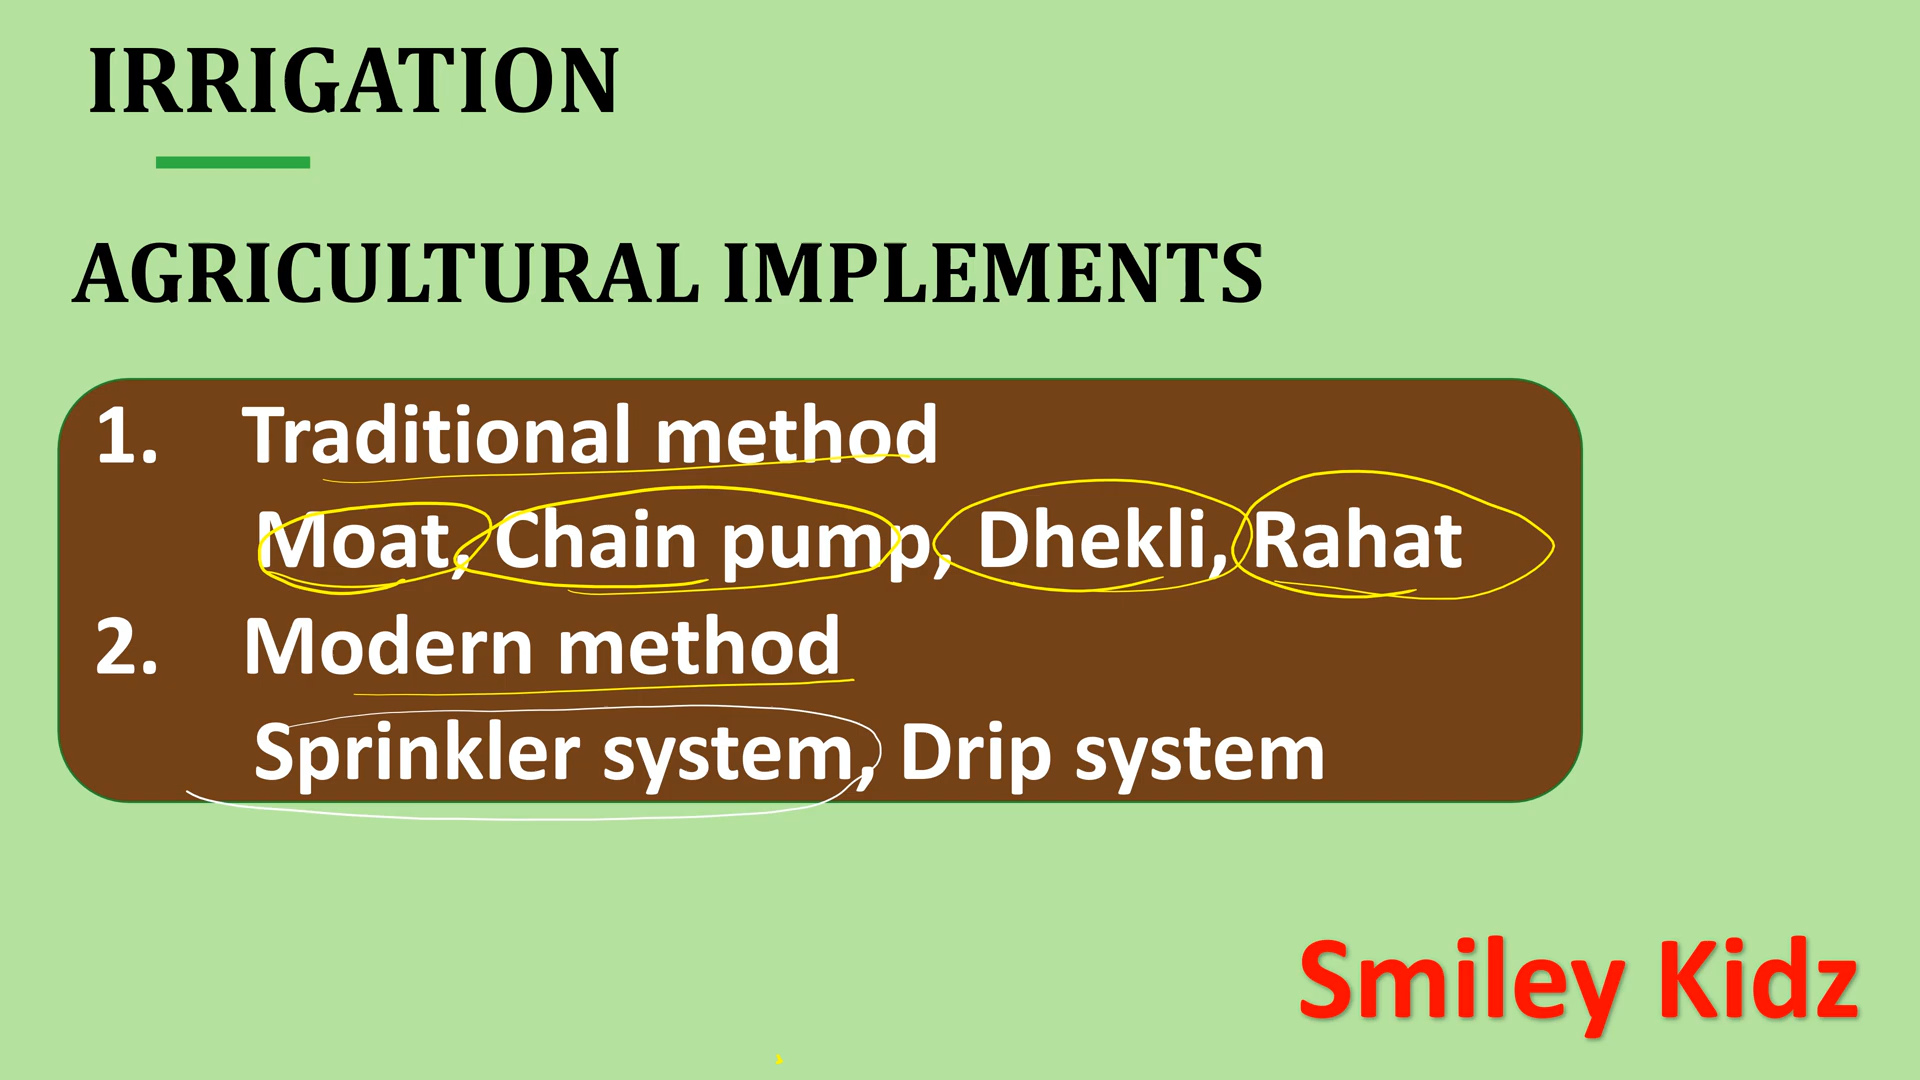 IRRIGATION
AGRICULTURAL IMPLEMENTS
1. Traditional method
Moat, Chain pump, Dhekli, Rahat
2. Modern method
Sprinkler system, Drip system
Smiley Kidz